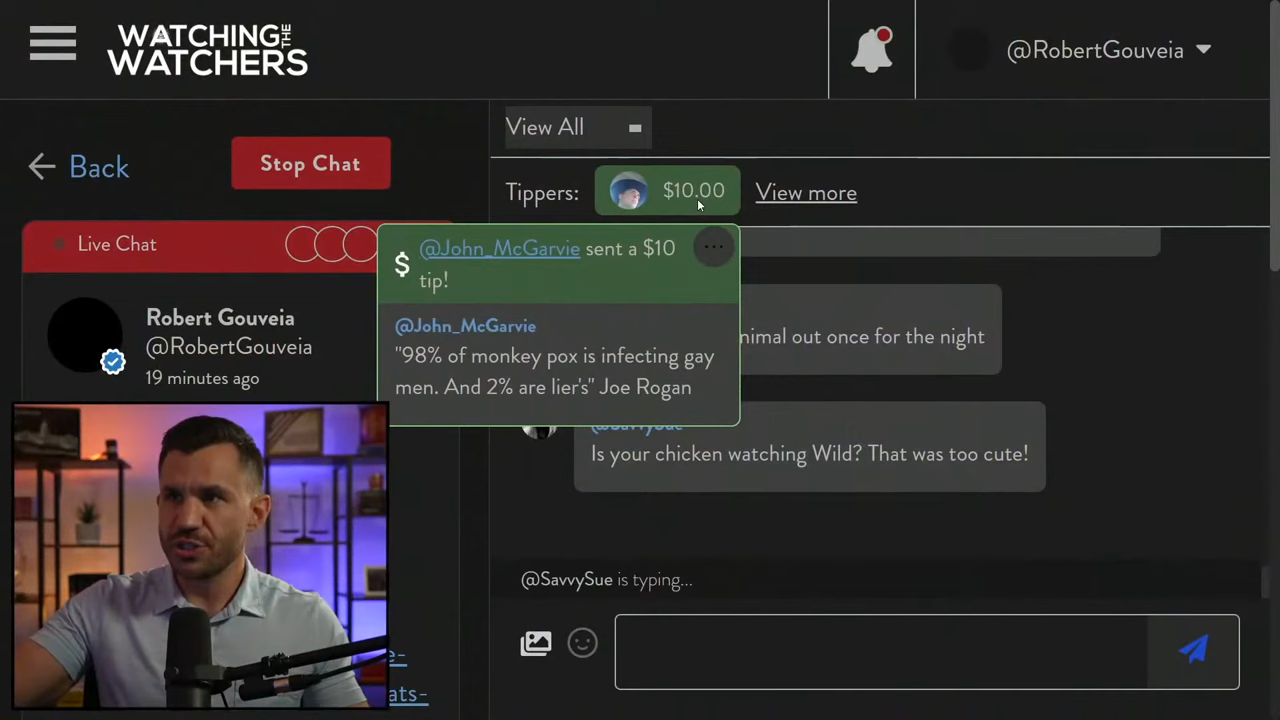 WATCHING THE
WATCHERS
@RobertGouveia
View All
Back
Stop Chat
Tippers:
$10.00
View more
Live Chat
@John_McGarvie sent a $10
tip!
Robert Gouveia
@RobertGouveia
19 minutes ago
@John_McGarvie
"98% of monkey pox is infecting gay
men. And 2% are lier's" Joe Rogan
nimal out once for the night
@SavvySue
Is your chicken watching Wild? That was too cute!
@SavvySue is typing...
e-
ats-